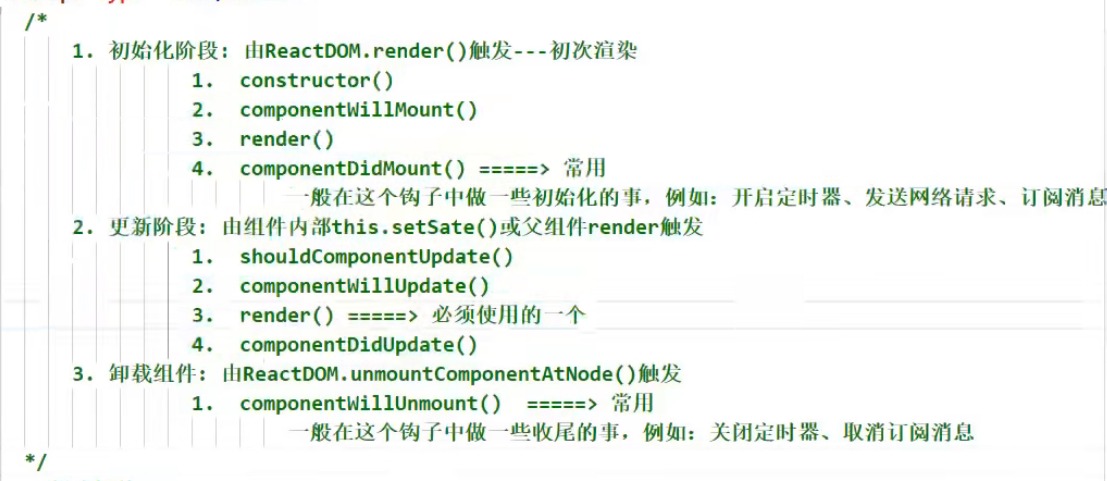 /*
1. 初始化阶段: 由ReactDOM.render()触发---初次渲染
1. constructor()
2. componentWillMount()
3. render()
4. componentDidMount() =====> 常用
一般在这个钩子中做一些初始化的事，例如：开启定时器、发送网络请求、订阅消息
2. 更新阶段: 由组件内部this.setSate()或父组件render触发
1. shouldComponentUpdate()
2. componentWillUpdate()
3. render() =====> 必须使用的一个
4. componentDidUpdate()
3. 卸载组件: 由ReactDOM.unmountComponentAtNode()触发
1. componentWillUnmount() =====> 常用
一般在这个钩子中做一些收尾的事，例如：关闭定时器、取消订阅消息
*/